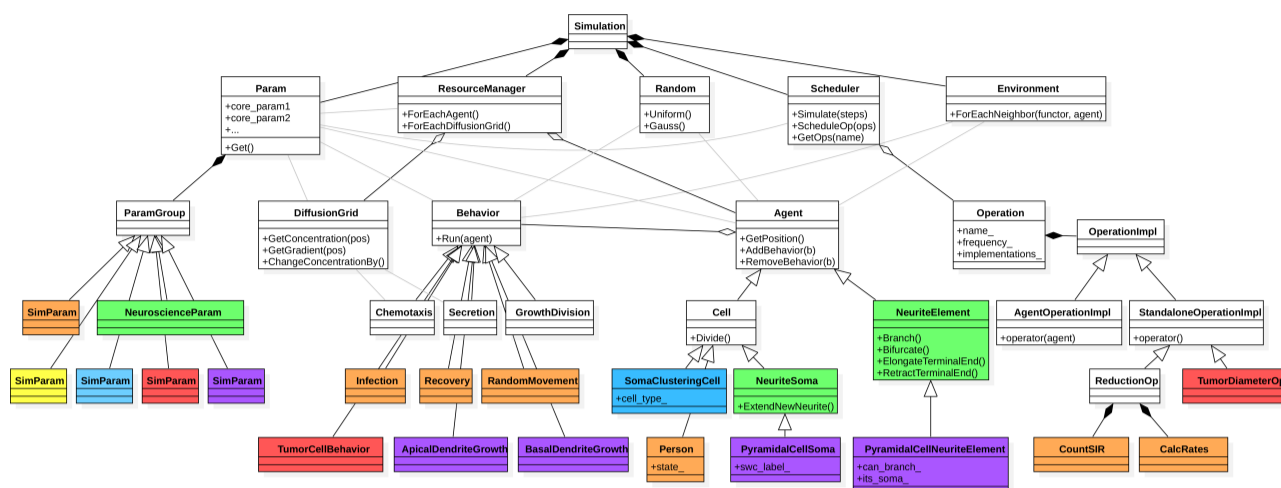 Simulation
Param
+core_param1
+core_param2
+...
+Get()
ResourceManager
+ForEachAgent()
+ForEachDiffusionGrid()
Random
+Uniform()
+Gauss()
Scheduler
+Simulate(steps)
+ScheduleOp(ops)
+GetOps(name)
Environment
+ForEachNeighbor(functor, agent)
ParamGroup
DiffusionGrid
+GetConcentration(pos)
+GetGradient(pos)
+ChangeConcentrationBy()
Behavior
+Run(agent)
Agent
+GetPosition()
+AddBehavior(b)
+RemoveBehavior(b)
Operation
+name_
+frequency_
+implementations_
OperationImpl
SimParam
NeuroscienceParam
Chemotaxis
Secretion
GrowthDivision
Cell
+Divide()
NeuriteElement
+Branch()
+Bifurcate()
+ElongateTerminalEnd()
+RetractTerminalEnd()
AgentOperationImpl
+operator(agent)
StandaloneOperationImpl
+operator()
SimParam
SimParam
SimParam
SimParam
Infection
Recovery
RandomMovement
SomaClusteringCell
+cell_type_
NeuriteSoma
+ExtendNewNeurite()
ReductionOp
TumorDiameterOp
TumorCellBehavior
ApicalDendriteGrowth
BasalDendriteGrowth
Person
+state_
PyramidalCellSoma
+swc_label_
PyramidalCellNeuriteElement
+can_branch_
+its_soma_
CountSIR
CalcRates